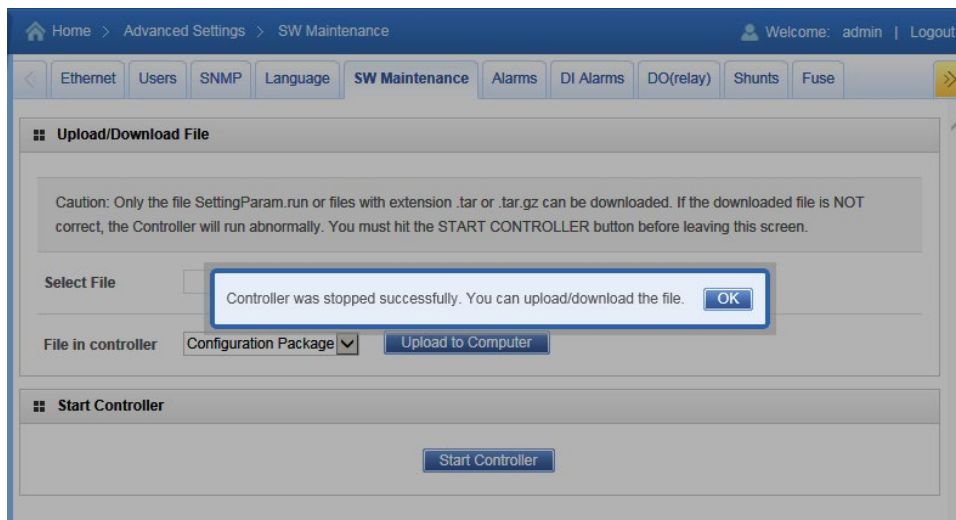 Home > Advanced Settings > SW Maintenance Welcome: admin | Logout
Ethernet Users SNMP Language SW Maintenance Alarms DI Alarms DO(relay) Shunts Fuse
Upload/Download File
Caution: Only the file SettingParam.run or files with extension .tar or .tar.gz can be downloaded. If the downloaded file is NOT
correct, the Controller will run abnormally. You must hit the START CONTROLLER button before leaving this screen.
Select File
Controller was stopped successfully. You can upload/download the file. OK
File in controller Configuration Package Upload to Computer
Start Controller
Start Controller